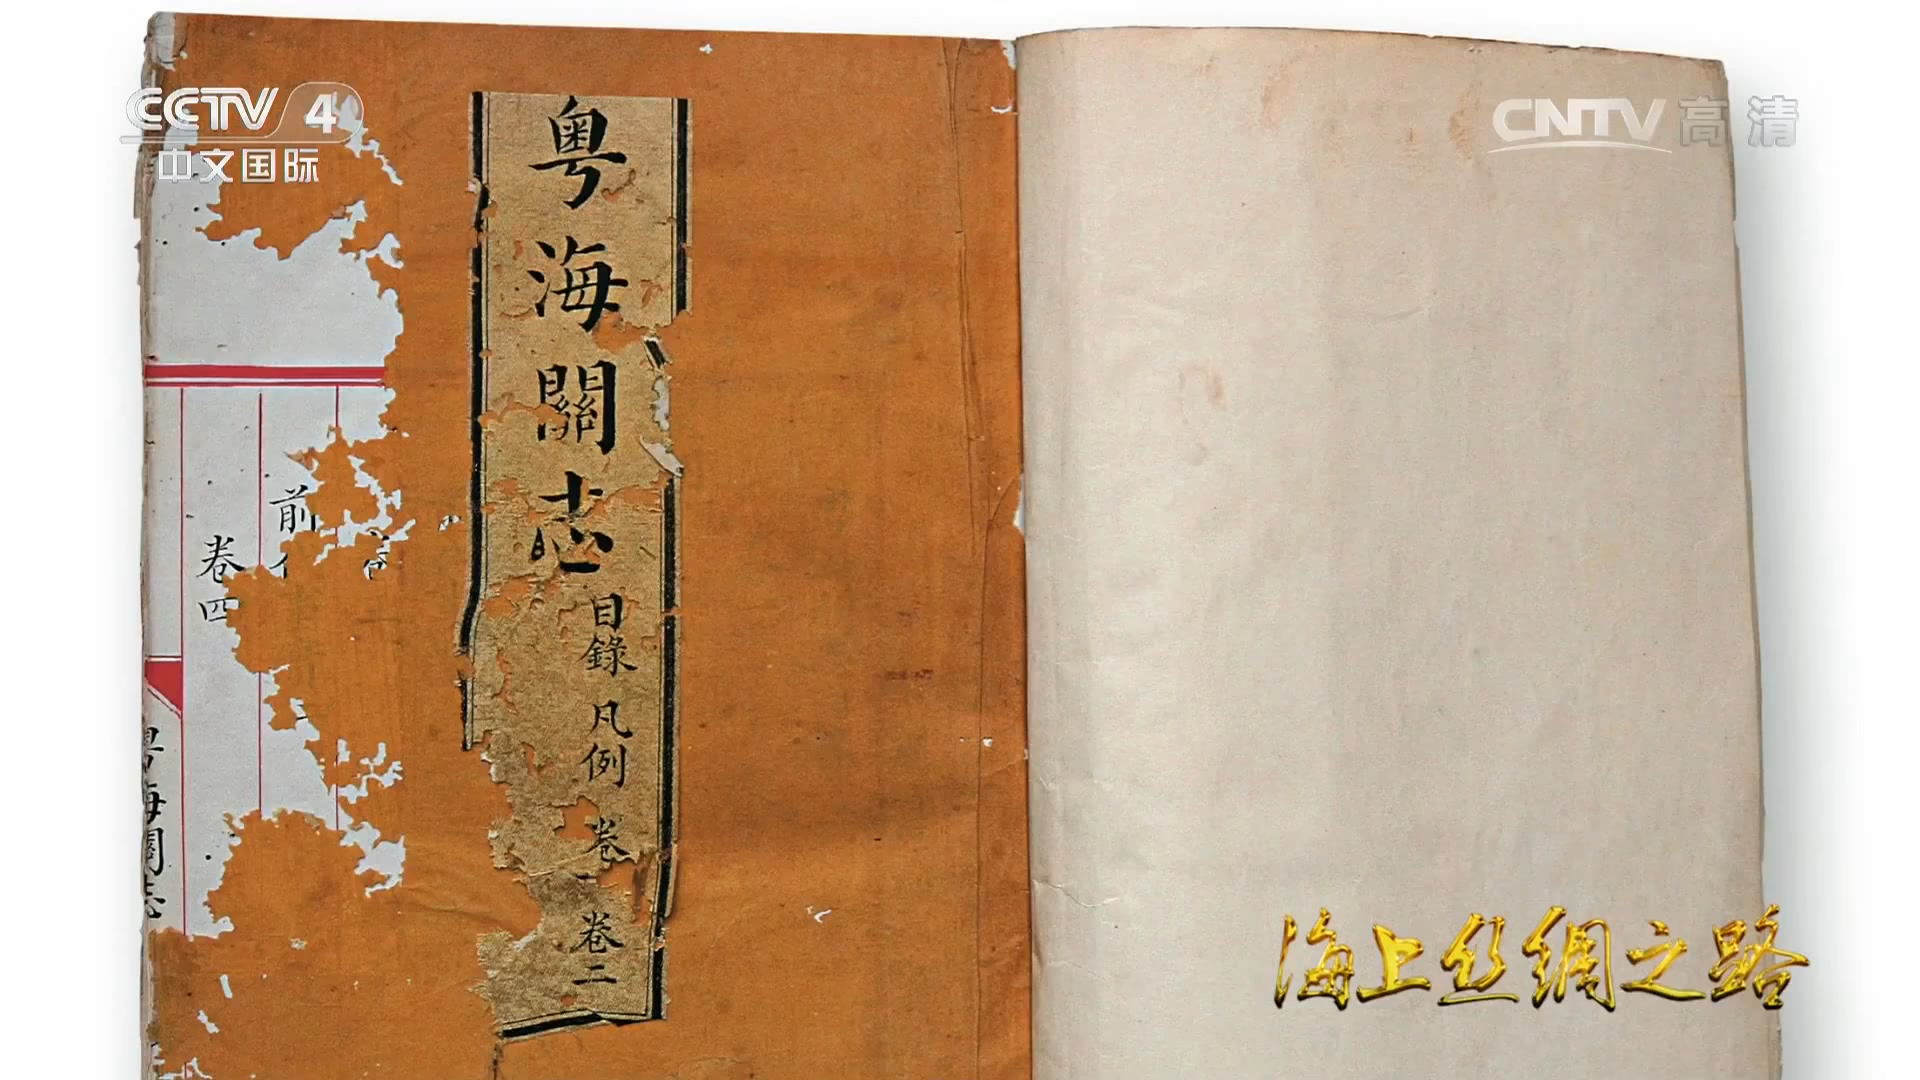 CCTV 4
中文国际
CNTV 高清
粤海關志
目錄 凡例 卷一 卷二
前
卷四
粤海關志
海上丝绸之路